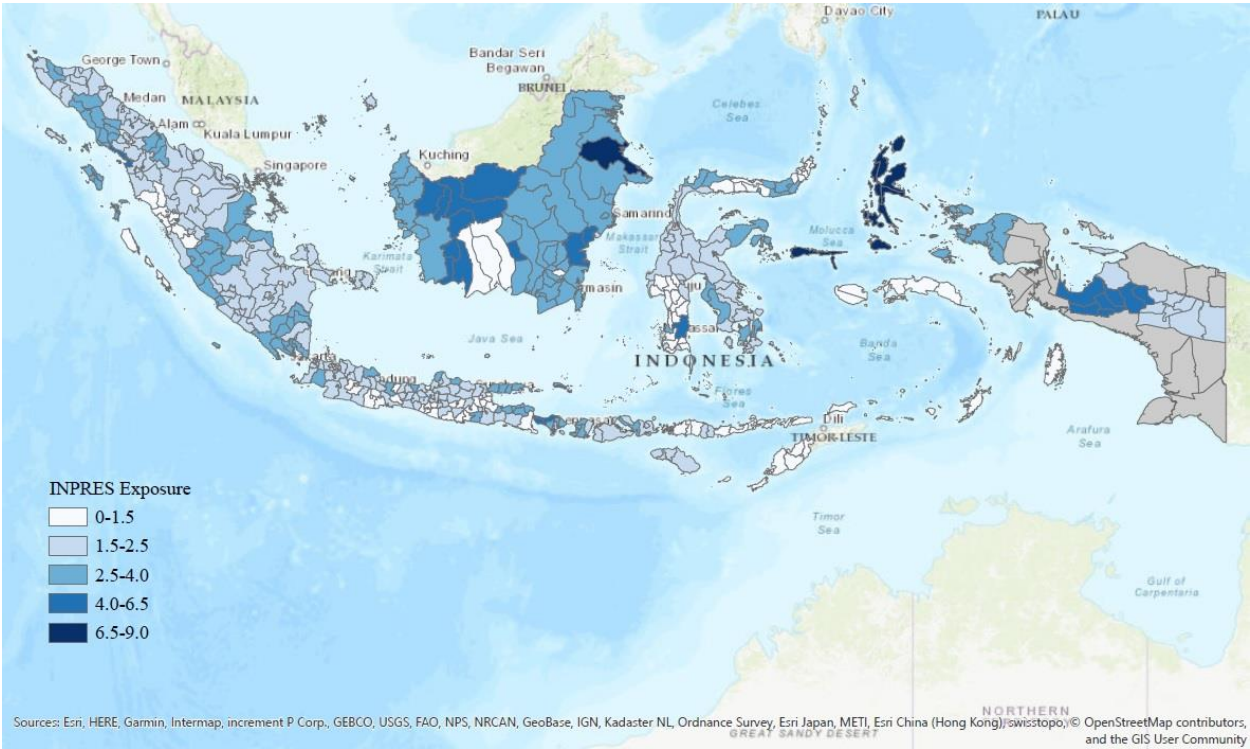 Davao City
PALAU
George Town
Bandar Seri
Begawan
BRUNEI
Medan
MALAYSIA
Celebes
Sea
Alam
Kuala Lumpur
Kuching
Singapore
Samarind
Makassar
Strait
Molucca
Sea
Karimata
Strait
Java Sea
Banda
Sea
INDONESIA
Flores
Sea
Dili
TIMOR-LESTE
Arafura
Sea
INPRES Exposure
0-1.5
1.5-2.5
2.5-4.0
4.0-6.5
6.5-9.0
Timor
Sea
Gulf of
Carpentaria
NORTHERN
GREAT SANDY DESERT
Sources: Esri, HERE, Garmin, Intermap, increment P Corp., GEBCO, USGS, FAO, NPS, NRCAN, GeoBase, IGN, Kadaster NL, Ordnance Survey, Esri Japan, METI, Esri China (Hong Kong), swisstopo, © OpenStreetMap contributors,
and the GIS User Community